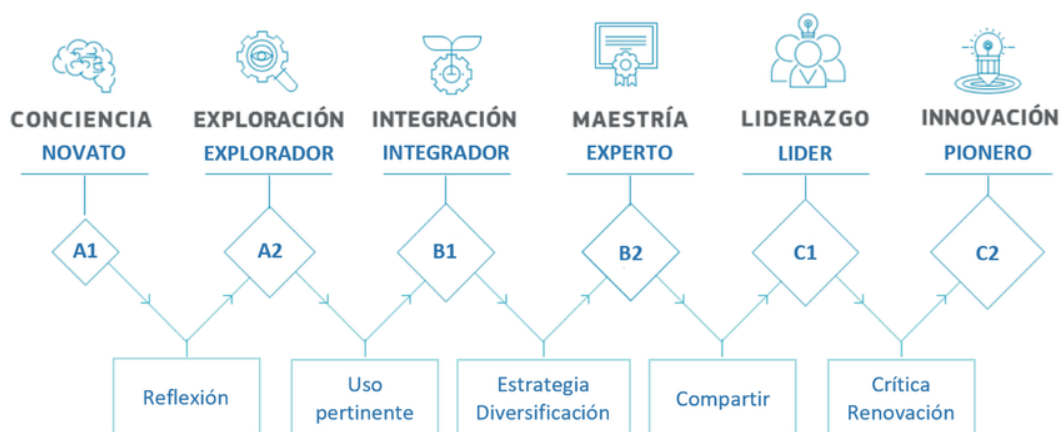 CONCIENCIA
NOVATO
EXPLORACIÓN
EXPLORADOR
INTEGRACIÓN
INTEGRADOR
MAESTRÍA
EXPERTO
LIDERAZGO
LIDER
INNOVACIÓN
PIONERO
A1
A2
B1
B2
C1
C2
Reflexión
Uso
pertinente
Estrategia
Diversificación
Compartir
Crítica
Renovación